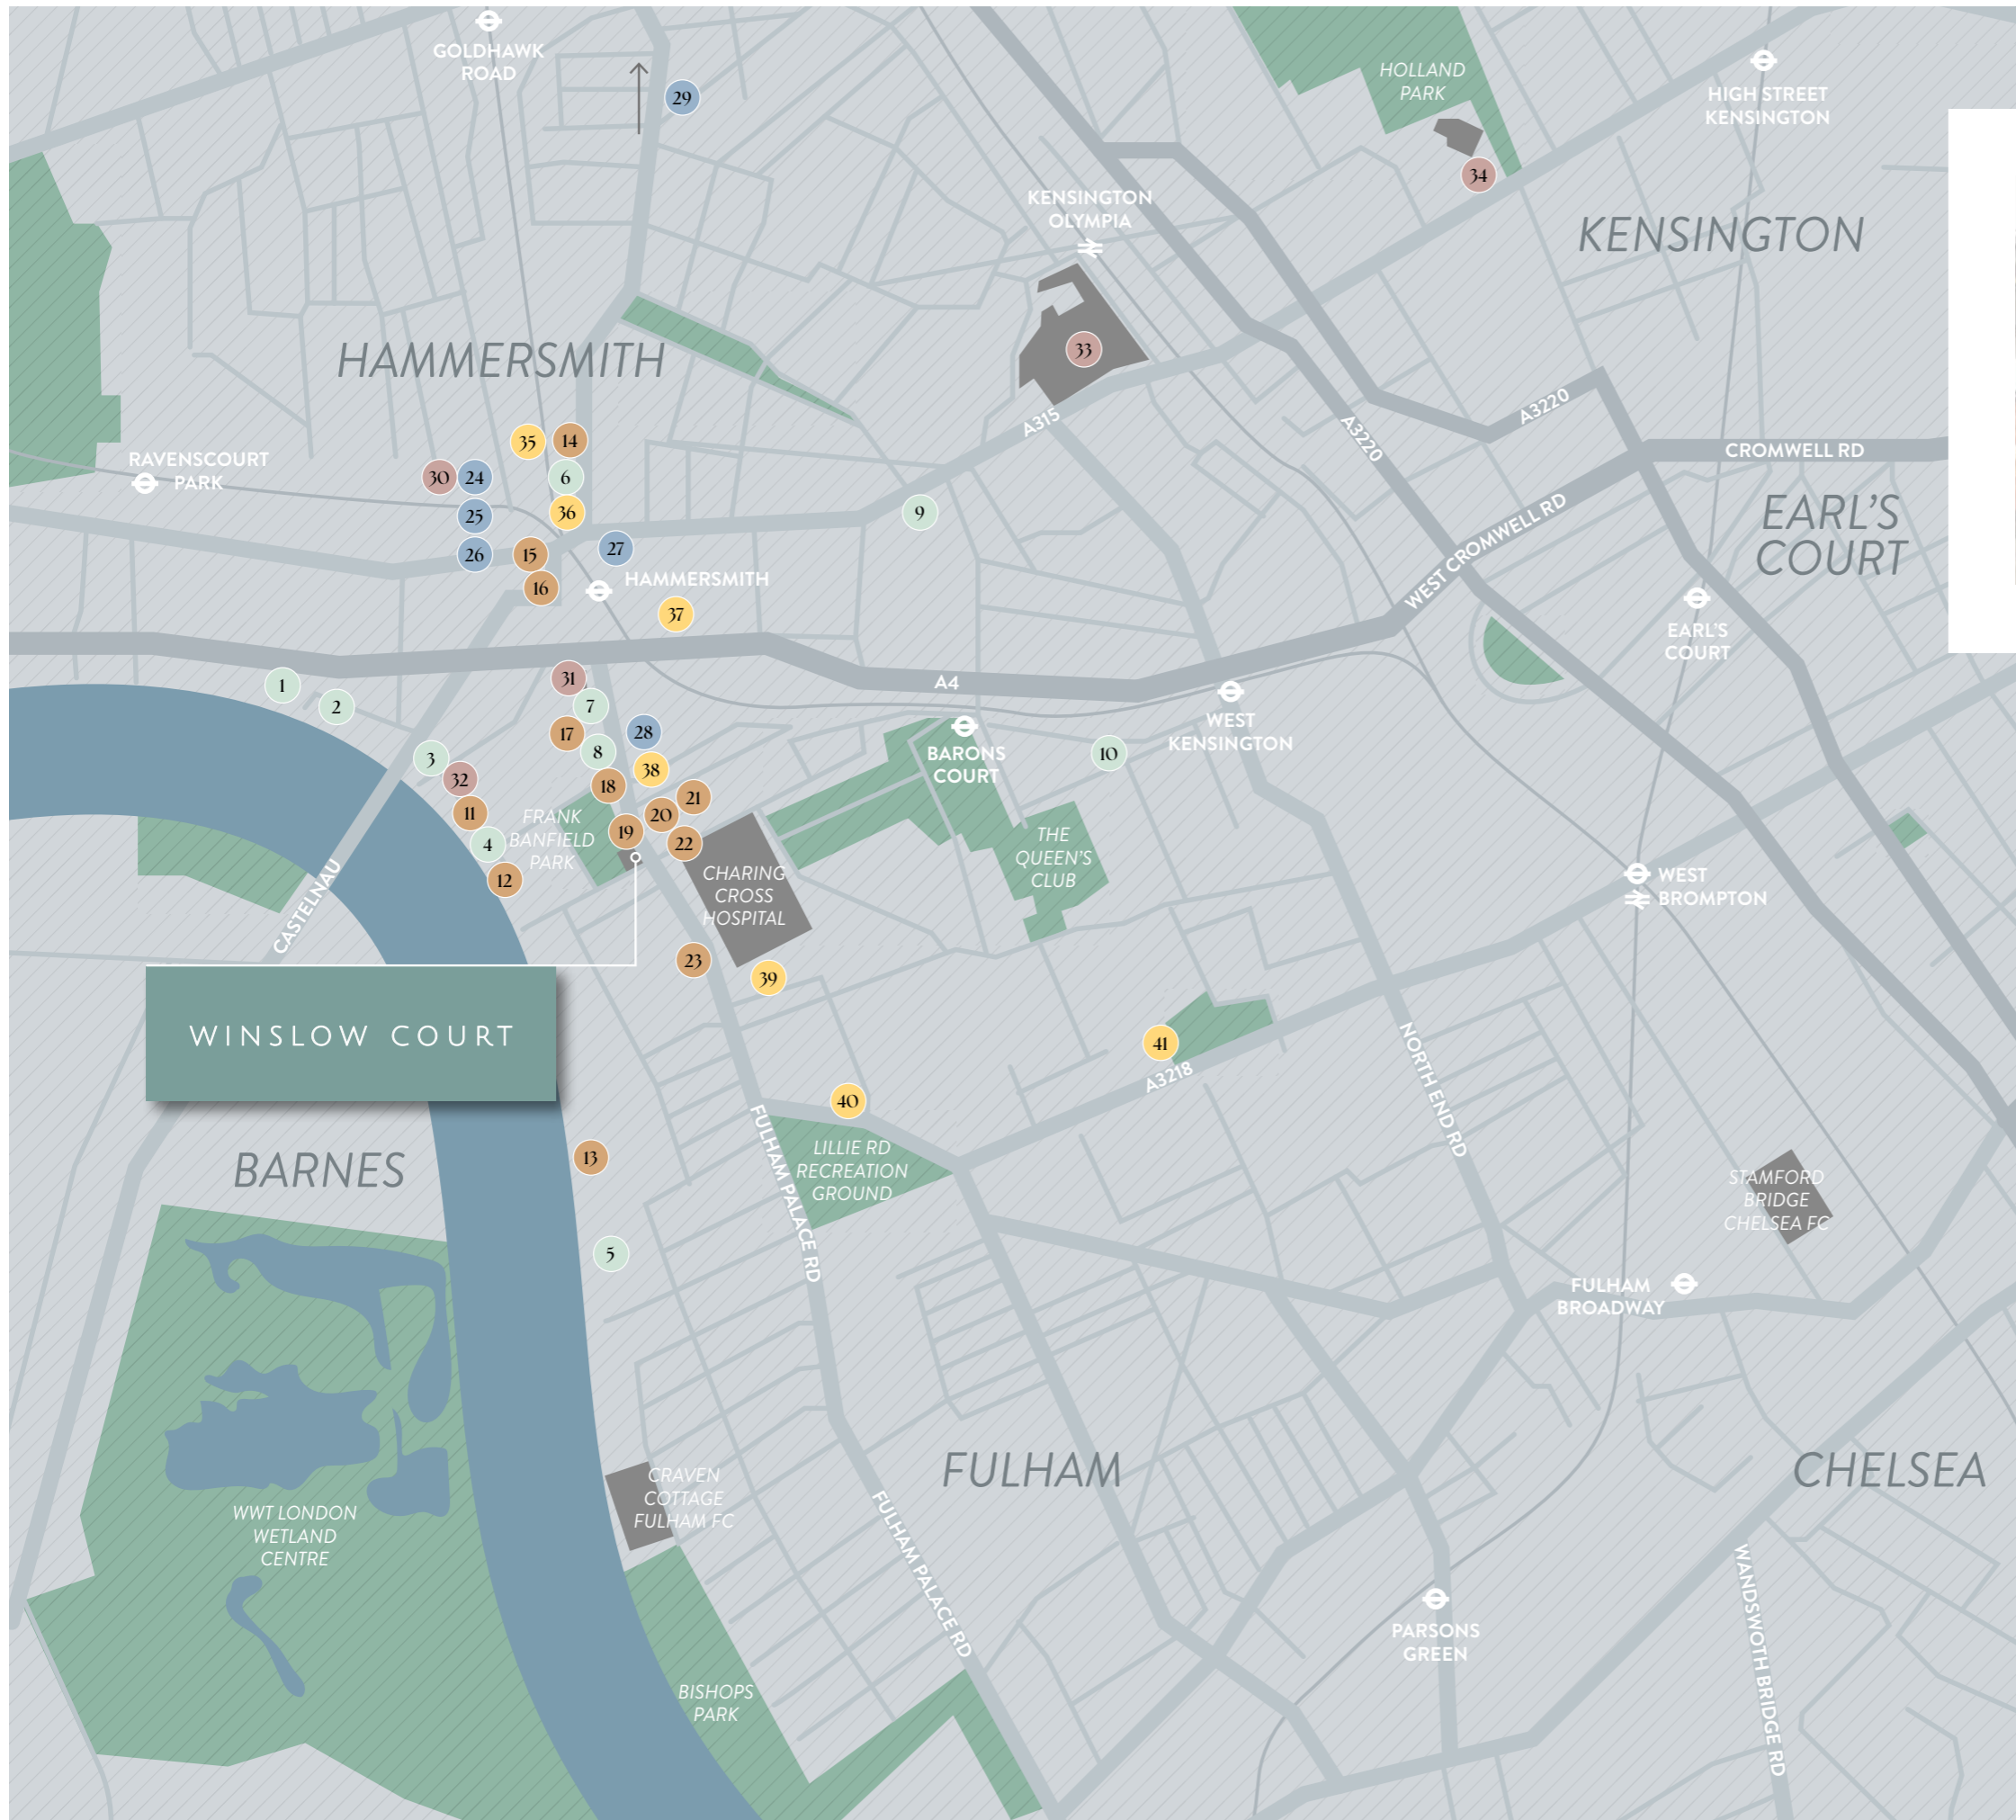 GOLDHAWK
ROAD
29
HOLLAND
PARK
HIGH STREET
KENSINGTON
34
KENSINGTON
OLYMPIA
KENSINGTON
HAMMERSMITH
33
A315
A3220
A3220
CROMWELL RD
RAVENSCOURT
PARK
35
14
30
24
6
25
36
9
26
15
27
16
HAMMERSMITH
37
WEST CROMWELL RD
EARL'S
COURT
EARL'S
COURT
1
2
31
7
A4
17
28
8
3
32
38
18
11
21
20
19
22
4
12
FRANK
BANFIELD
PARK
BARONS
COURT
10
WEST
KENSINGTON
THE
QUEEN'S
CLUB
CHARING
CROSS
HOSPITAL
WEST
BROMPTON
CASTELNAU
23
39
WINSLOW COURT
41
A3218
NORTH END RD
40
FULHAM PALACE RD
LILLIE RD
RECREATION
GROUND
BARNES
13
5
STAMFORD
BRIDGE
CHELSEA FC
FULHAM
BROADWAY
FULHAM
CHELSEA
CRAVEN
COTTAGE
FULHAM FC
WWT LONDON
WETLAND
CENTRE
FULHAM PALACE RD
WANDSWOTH BRIDGE RD
PARSONS
GREEN
BISHOPS
PARK